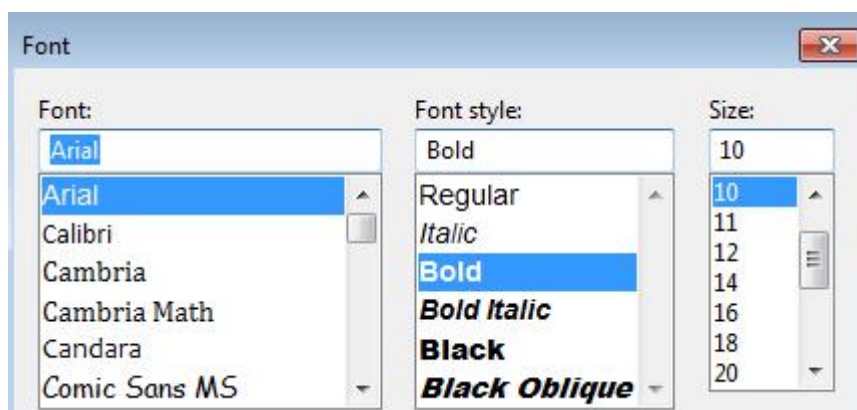 Font
Font:
Arial
Arial
Calibri
Cambria
Cambria Math
Candara
Comic Sans MS
Font style:
Bold
Regular
Italic
Bold
Bold Italic
Black
Black Oblique
Size:
10
10
11
12
14
16
18
20